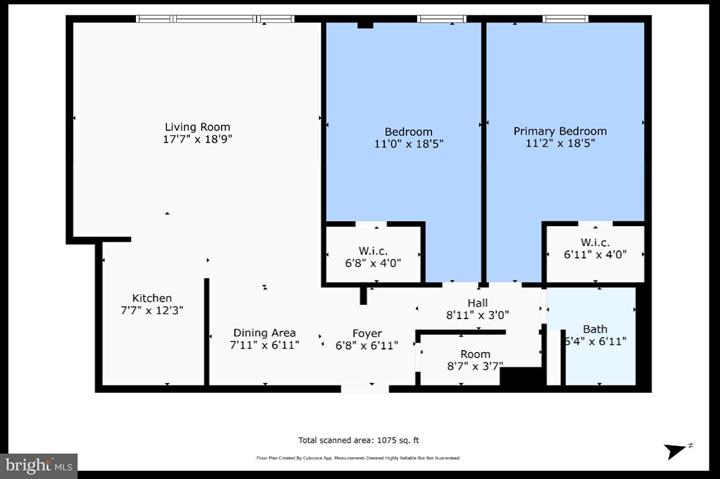 Living Room
17'7" x 18'9"
Bedroom
11'0" x 18'5"
Primary Bedroom
11'2" x 18'5"
W.i.c.
6'8" x 4'0"
W.i.c.
6'11" x 4'0"
Kitchen
7'7" x 12'3"
Dining Area
7'11" x 6'11"
Foyer
6'8" x 6'11"
Hall
8'11" x 3'0"
Room
8'7" x 3'7"
Bath
6'4" x 6'11"
Total scanned area: 1075 sq. ft
Floor Plan Created By Cubicasa App. Measurements Deemed Highly Reliable But Not Guaranteed.
Z
bright MLS